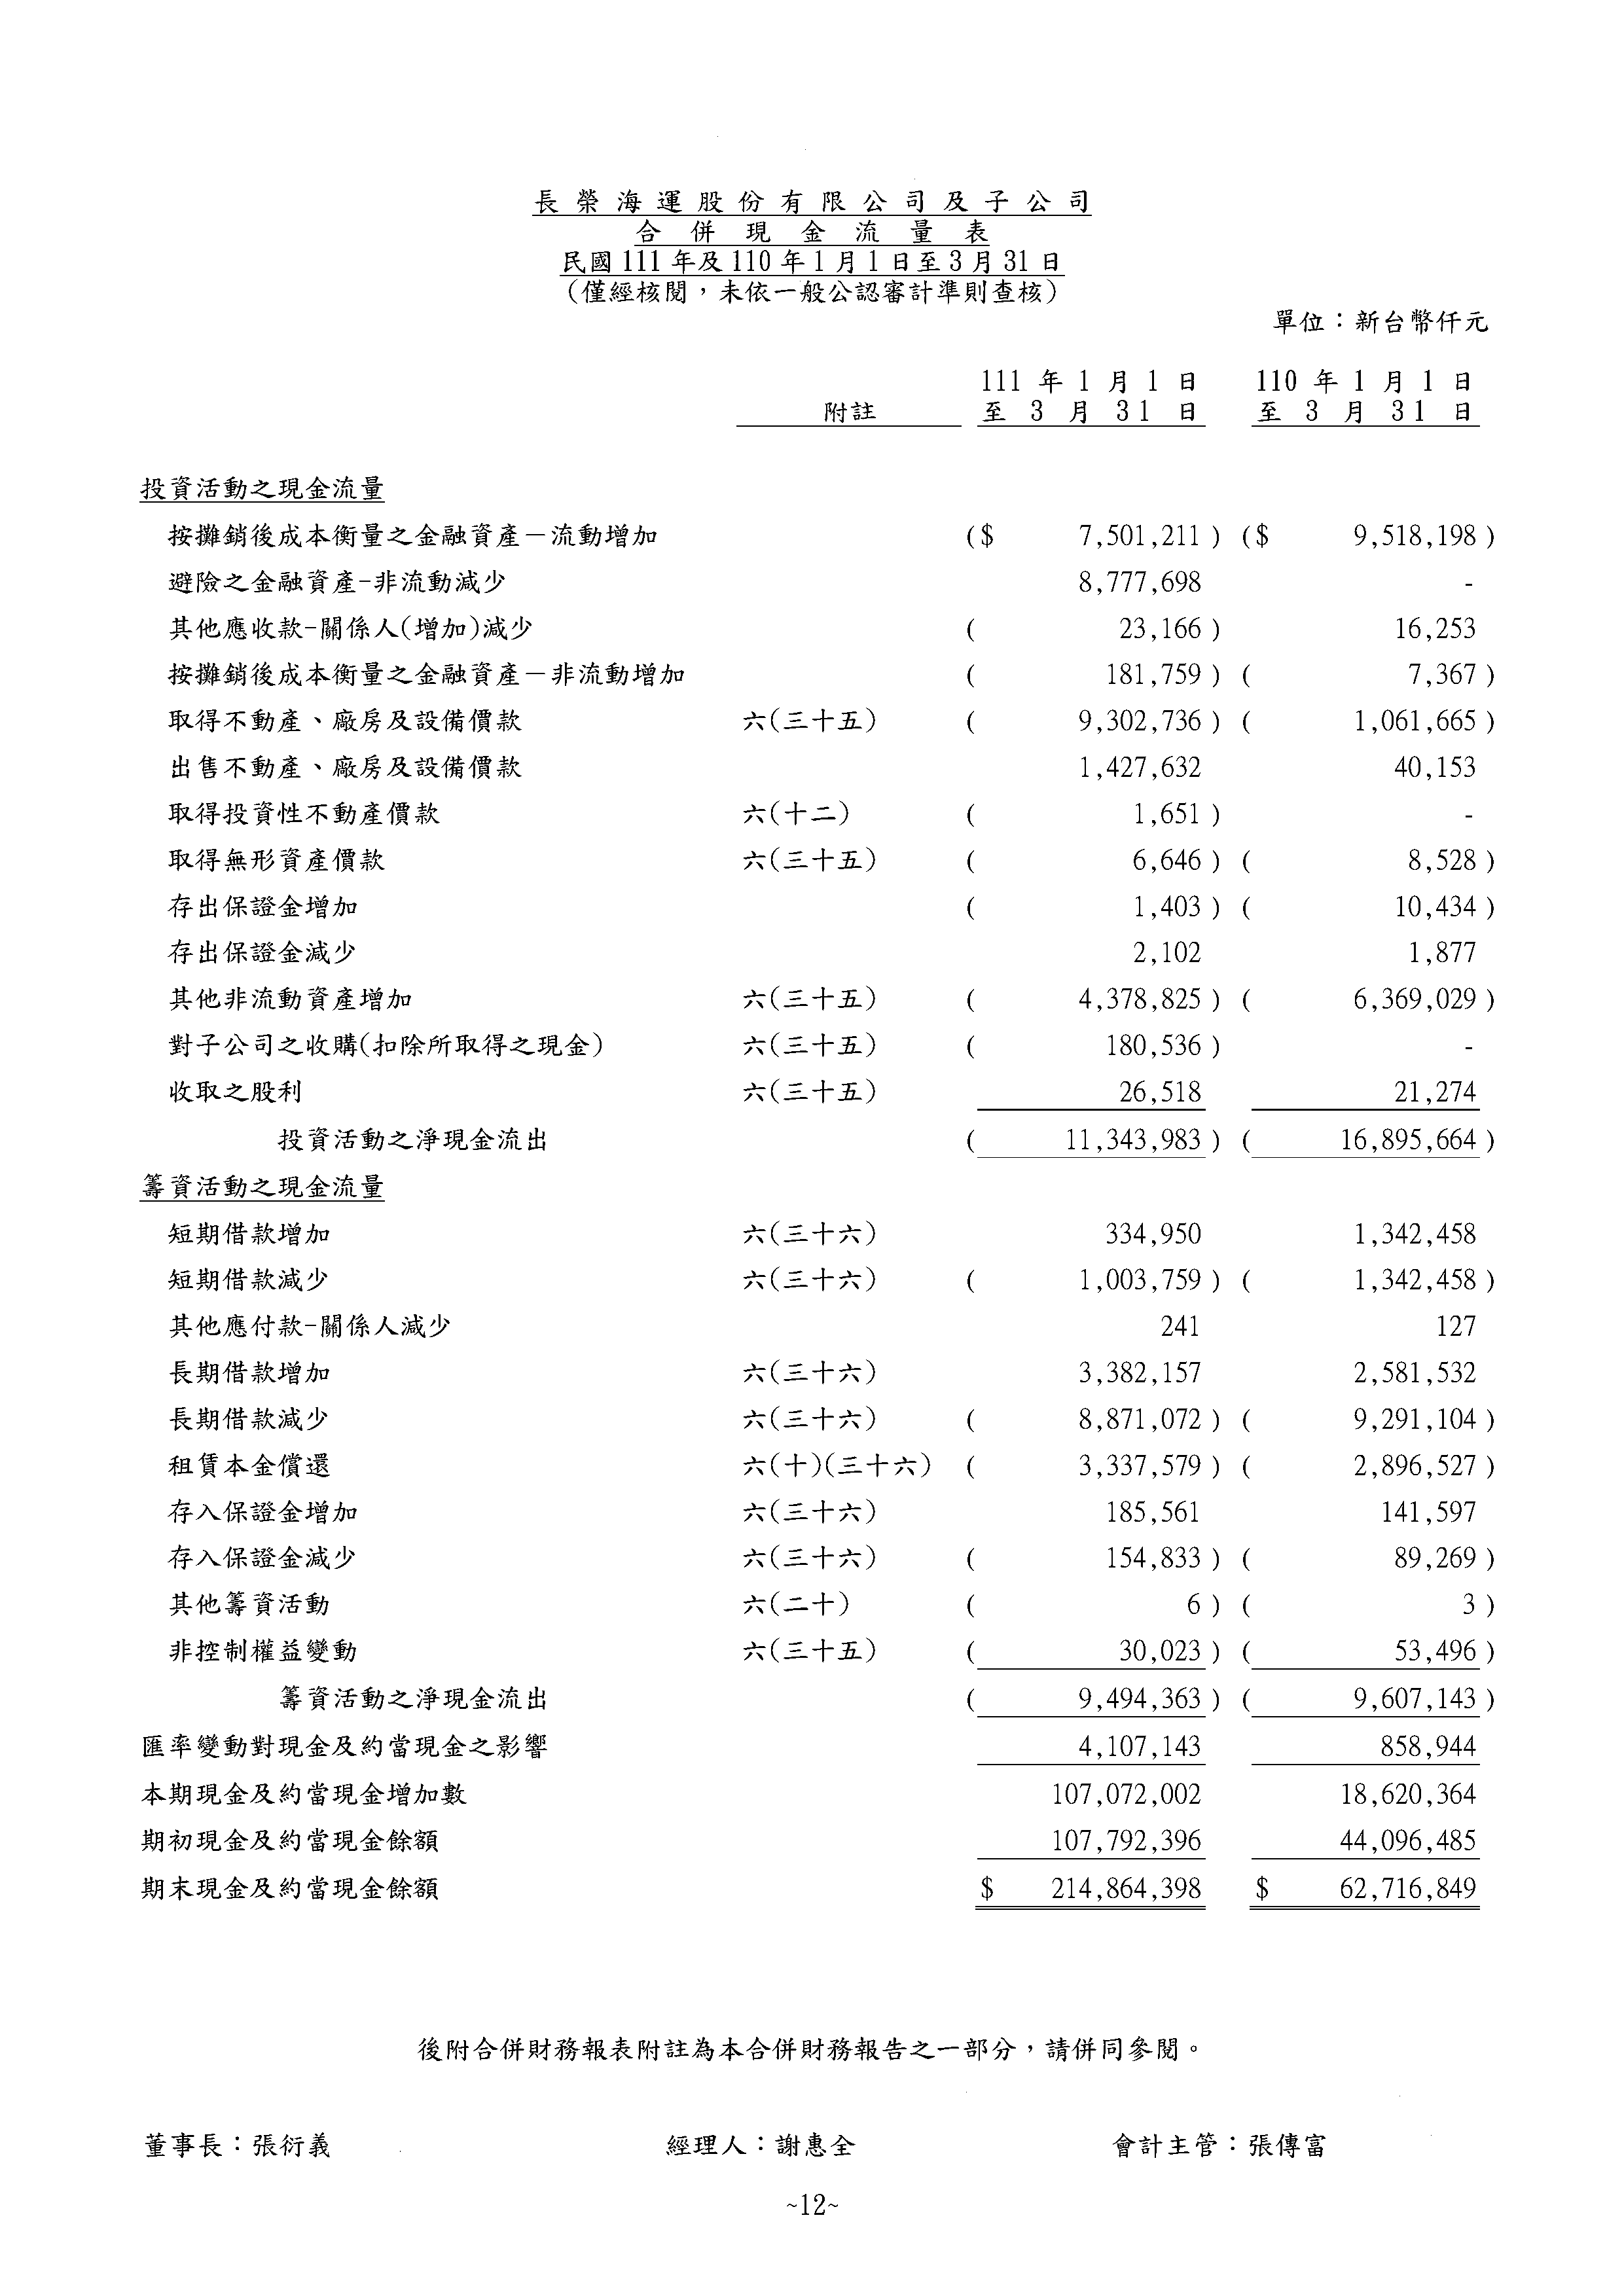 長榮海運股份有限公司及子公司
合併現金流量表
民國111年及110年1月1日至3月31日
(僅經核閱,未依一般公認審計準則查核)
單位:新台幣仟元
111 年 1 月 1 日 110 年 1 月 1 日
附註 至 3 月 31 日 至 3 月 31 日
投資活動之現金流量
按攤銷後成本衡量之金融資產-流動增加 ($ 7,501,211) ($ 9,518,198)
避險之金融資產-非流動減少 8,777,698 -
其他應收款-關係人(增加)減少 ( 23,166) 16,253
按攤銷後成本衡量之金融資產-非流動增加 ( 181,759) ( 7,367)
取得不動產、廠房及設備價款 六(三十五) ( 9,302,736) ( 1,061,665)
出售不動產、廠房及設備價款 1,427,632 40,153
取得投資性不動產價款 六(十二) ( 1,651) -
取得無形資產價款 六(三十五) ( 6,646) ( 8,528)
存出保證金增加 ( 1,403) ( 10,434)
存出保證金減少 2,102 1,877
其他非流動資產增加 六(三十五) ( 4,378,825) ( 6,369,029)
對子公司之收購(扣除所取得之現金) 六(三十五) ( 180,536) -
收取之股利 六(三十五) 26,518 21,274
投資活動之淨現金流出 ( 11,343,983) ( 16,895,664)
籌資活動之現金流量
短期借款增加 六(三十六) 334,950 1,342,458
短期借款減少 六(三十六) ( 1,003,759) ( 1,342,458)
其他應付款-關係人減少 241 127
長期借款增加 六(三十六) 3,382,157 2,581,532
長期借款減少 六(三十六) ( 8,871,072) ( 9,291,104)
租賃本金償還 六(十)(三十六) ( 3,337,579) ( 2,896,527)
存入保證金增加 六(三十六) 185,561 141,597
存入保證金減少 六(三十六) ( 154,833) ( 89,269)
其他籌資活動 六(二十) ( 6) ( 3)
非控制權益變動 六(三十五) ( 30,023) ( 53,496)
籌資活動之淨現金流出 ( 9,494,363) ( 9,607,143)
匯率變動對現金及約當現金之影響 4,107,143 858,944
本期現金及約當現金增加數 107,072,002 18,620,364
期初現金及約當現金餘額 107,792,396 44,096,485
期末現金及約當現金餘額 $ 214,864,398 $ 62,716,849
後附合併財務報表附註為本合併財務報告之一部分,請併同參閱。
董事長:張衍義 經理人:謝惠全 會計主管:張傳富
~12~